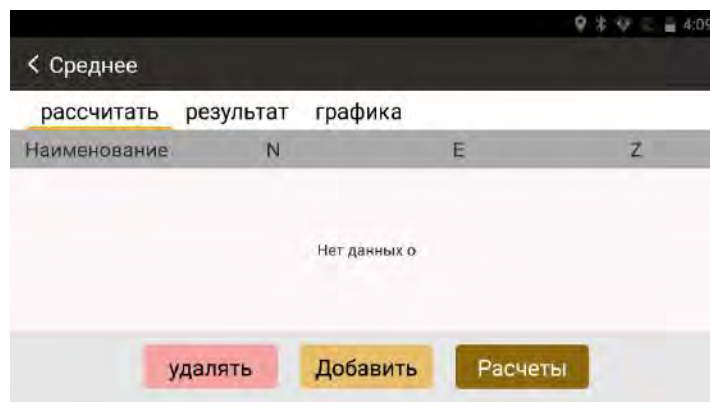 4:09
< Среднее
рассчитать результат графика
Наименование N E Z
Нет данных о
удалять Добавить Расчеты